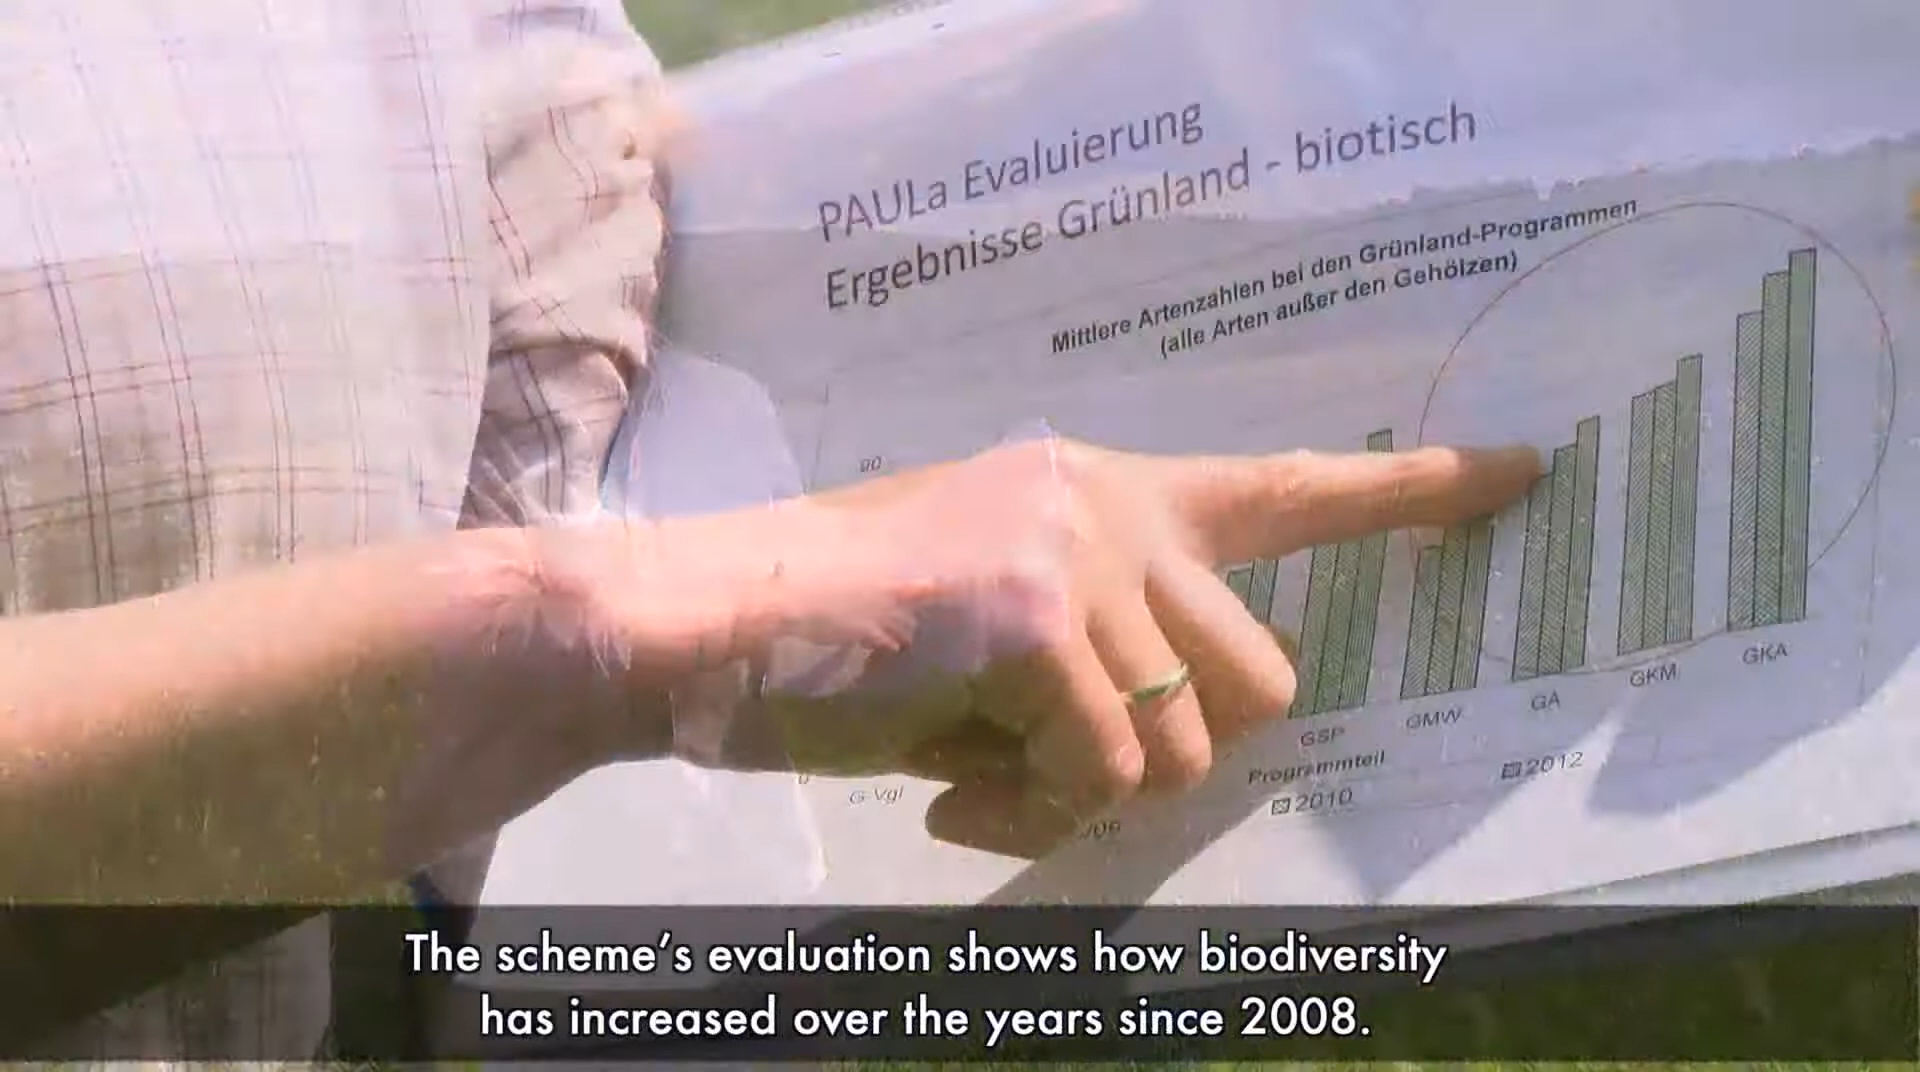 PAULa Evaluierung
Ergebnisse Grünland - biotisch
Mittlere Artenzahlen bei den Grünland-Programmen
(alle Arten außer den Gehölzen)
90
0
G-Vgl
GSP
GMW
GA
GKM
GKA
Programmteil
2010
2012
The scheme’s evaluation shows how biodiversity
has increased over the years since 2008.